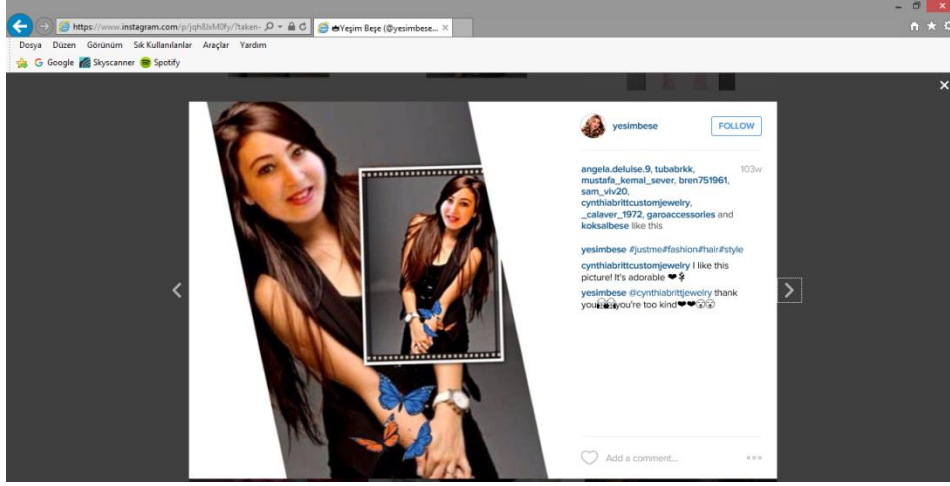 https://www.instagram.com/p/jqh8JxM0fy/?taken-
Yeşim Beşe (@yesimbese...
Dosya Düzen Görünüm Sık Kullanılanlar Araçlar Yardım
Google Skyscanner Spotify
yesimbese FOLLOW
angela.deluise.9, tubabrkk, 103w
mustafa_kemal_sever, bren751961,
sam_viv20,
cynthiabrittcustomjewelry,
_calaver_1972, garoaccessories and
koksalbese like this
yesimbese #justme#fashion#hair#style
cynthiabrittcustomjewelry I like this
picture! It's adorable ❤
yesimbese @cynthiabrittjewelry thank
you you're too kind❤❤
Add a comment...